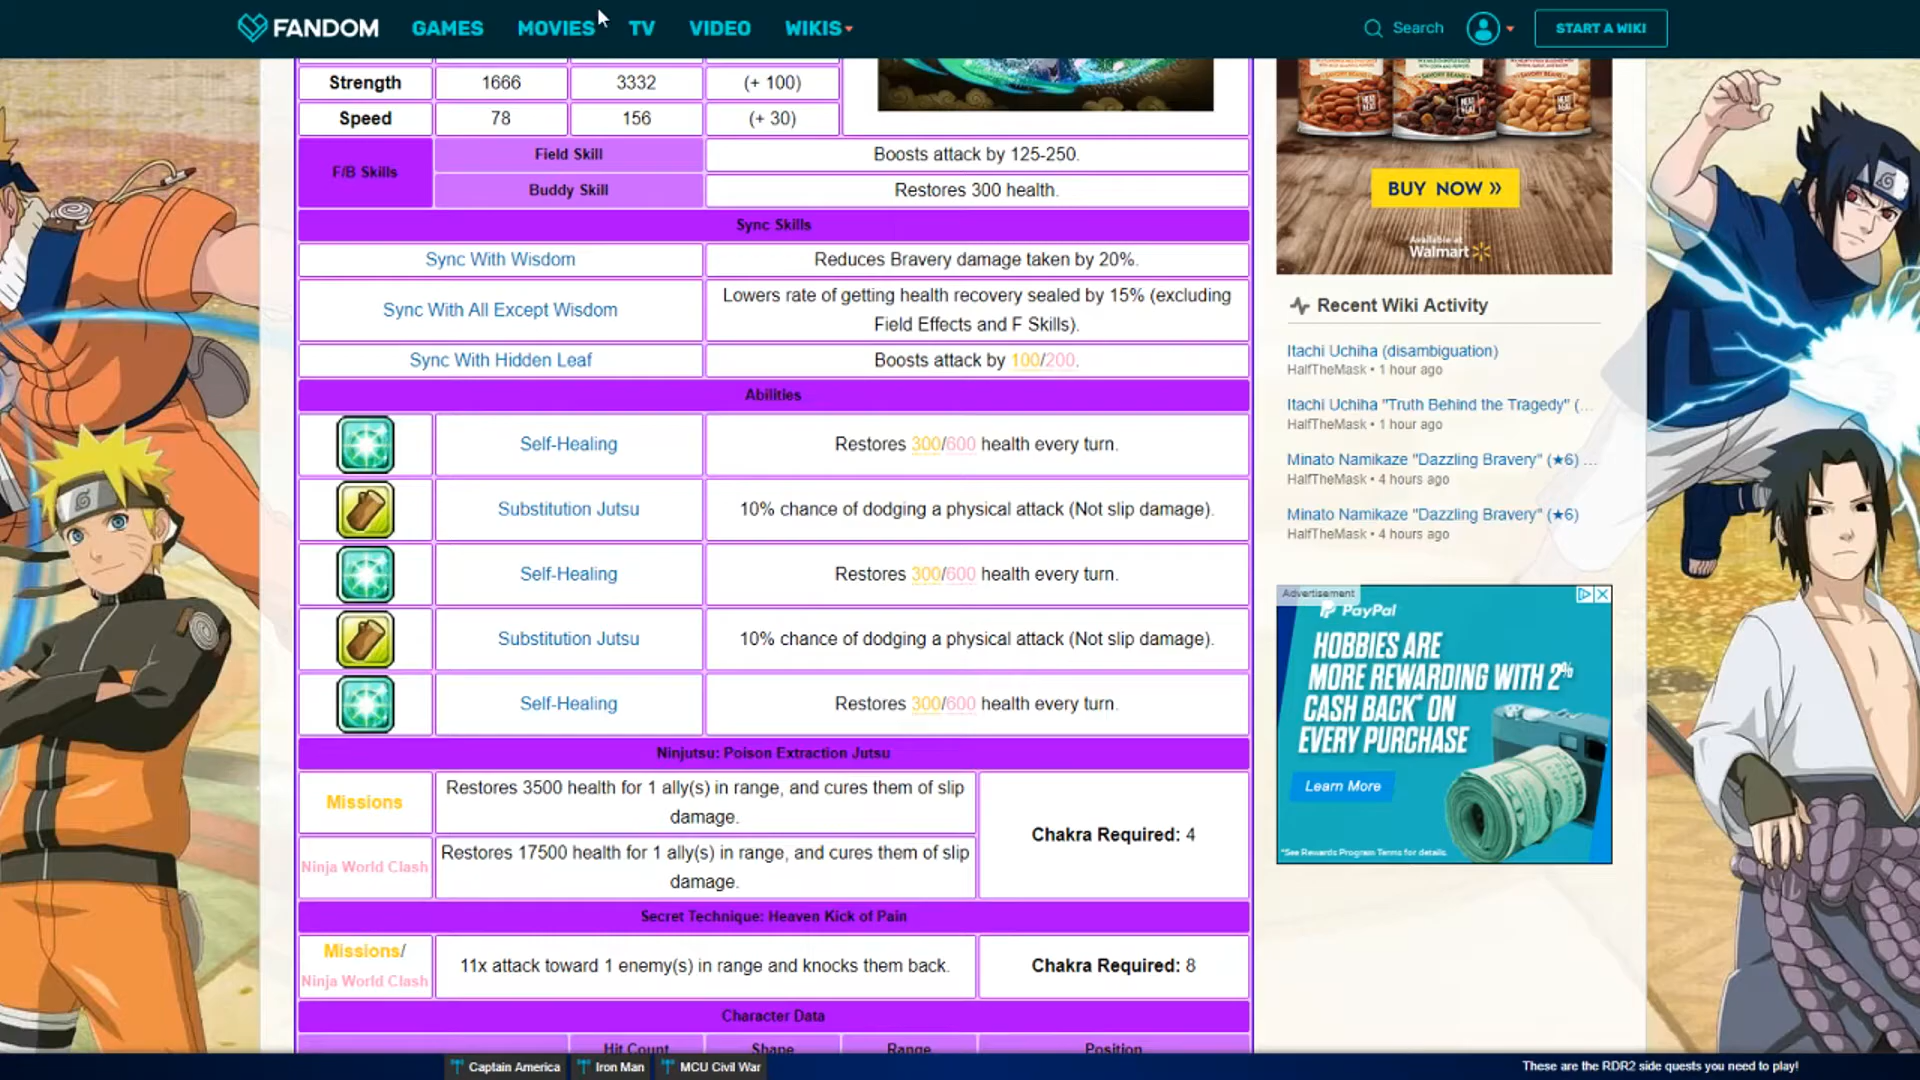 FANDOM GAMES MOVIES TV VIDEO WIKIS Search START A WIKI
Strength 1666 3332 (+ 100)
Speed 78 156 (+ 30)
F/B Skills
Field Skill Boosts attack by 125-250.
Buddy Skill Restores 300 health.
Sync Skills
Sync With Wisdom Reduces Bravery damage taken by 20%.
Sync With All Except Wisdom Lowers rate of getting health recovery sealed by 15% (excluding
Field Effects and F Skills).
Sync With Hidden Leaf Boosts attack by 100/200.
Abilities
Self-Healing Restores 300/600 health every turn.
Substitution Jutsu 10% chance of dodging a physical attack (Not slip damage).
Self-Healing Restores 300/600 health every turn.
Substitution Jutsu 10% chance of dodging a physical attack (Not slip damage).
Self-Healing Restores 300/600 health every turn.
Ninjutsu: Poison Extraction Jutsu
Missions
Restores 3500 health for 1 ally(s) in range, and cures them of slip
damage.
Ninja World Clash
Restores 17500 health for 1 ally(s) in range, and cures them of slip
damage.
Chakra Required: 4
Secret Technique: Heaven Kick of Pain
Missions/
Ninja World Clash
11x attack toward 1 enemy(s) in range and knocks them back.
Chakra Required: 8
Character Data
Hit Count Shape Range Position
SAVORY BEANS
BUY NOW »
Available at
Walmart
Recent Wiki Activity
Itachi Uchiha (disambiguation)
HalfTheMask • 1 hour ago
Itachi Uchiha "Truth Behind the Tragedy" (...
HalfTheMask • 1 hour ago
Minato Namikaze "Dazzling Bravery" (★6) ...
HalfTheMask • 4 hours ago
Minato Namikaze "Dazzling Bravery" (★6)
HalfTheMask • 4 hours ago
Advertisement
PayPal
HOBBIES ARE
MORE REWARDING WITH 2%
CASH BACK* ON
EVERY PURCHASE
Learn More
*See Rewards Program Terms for details.
Captain America Iron Man MCU Civil War
These are the RDR2 side quests you need to play!